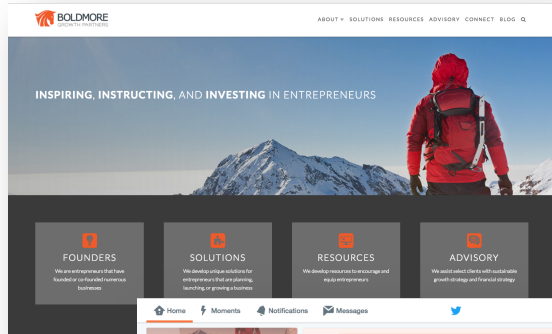 BOLDMORE
GROWTH PARTNERS
ABOUT SOLUTIONS RESOURCES ADVISORY CONNECT BLOG
INSPIRING, INSTRUCTING, AND INVESTING IN ENTREPRENEURS
FOUNDERS
We are entrepreneurs that have
founded or co-founded numerous
businesses
SOLUTIONS
We develop unique solutions for
entrepreneurs that are planning,
launching, or growing a business
RESOURCES
We develop resources to encourage and
equip entrepreneurs
ADVISORY
We assist select clients with sustainable
growth strategy and financial strategy
Home Moments Notifications Messages